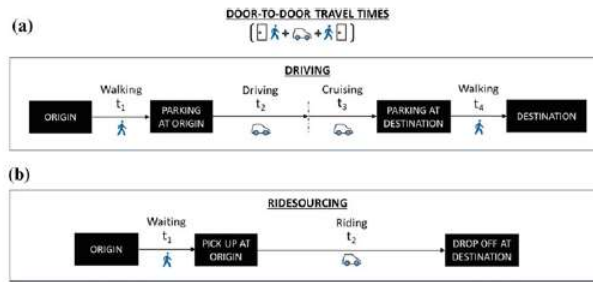 (a)
DOOR-TO-DOOR TRAVEL TIMES
DRIVING
Walking
t1
Driving
t2
Cruising
t3
Walking
t4
ORIGIN
PARKING
AT ORIGIN
PARKING AT
DESTINATION
DESTINATION
(b)
RIDESOURCING
Waiting
t1
Riding
t2
ORIGIN
PICK UP AT
ORIGIN
DROP OFF AT
DESTINATION